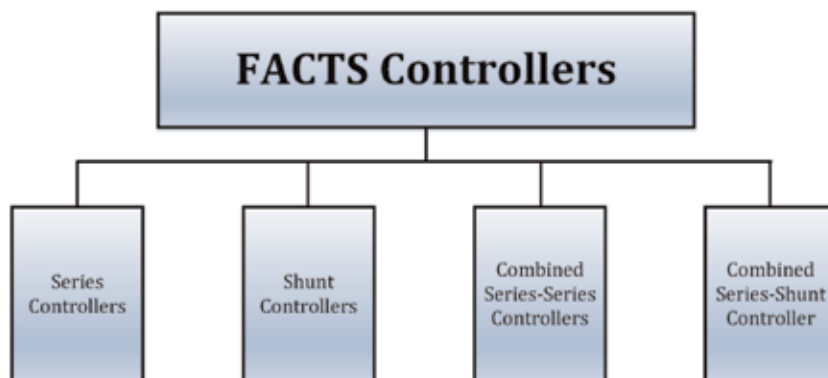 FACTS Controllers
Series
Controllers
Shunt
Controllers
Combined
Series-Series
Controllers
Combined
Series-Shunt
Controller